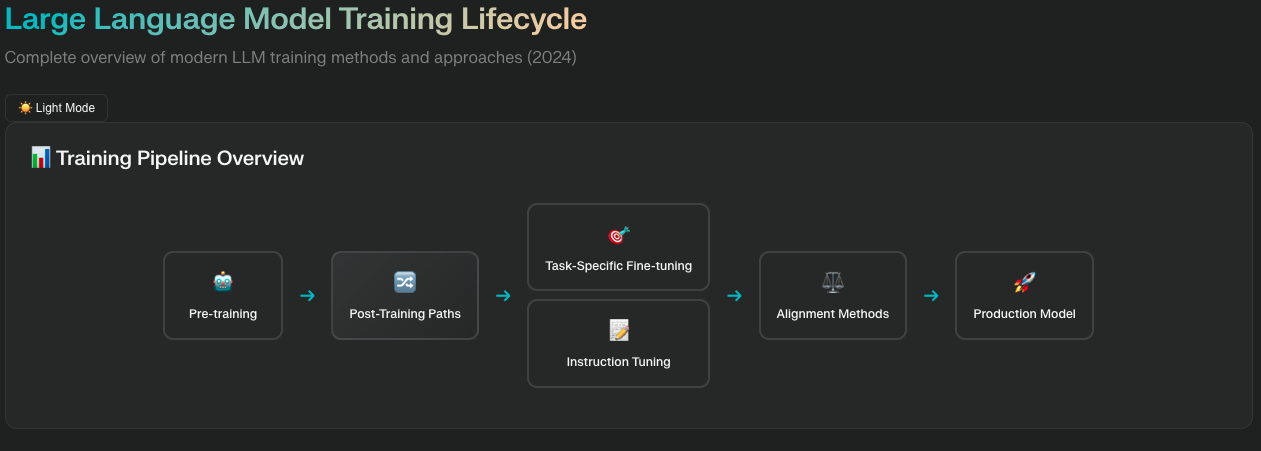 Large Language Model Training Lifecycle
Complete overview of modern LLM training methods and approaches (2024)
Light Mode
Training Pipeline Overview
Pre-training
Post-Training Paths
Task-Specific Fine-tuning
Instruction Tuning
Alignment Methods
Production Model